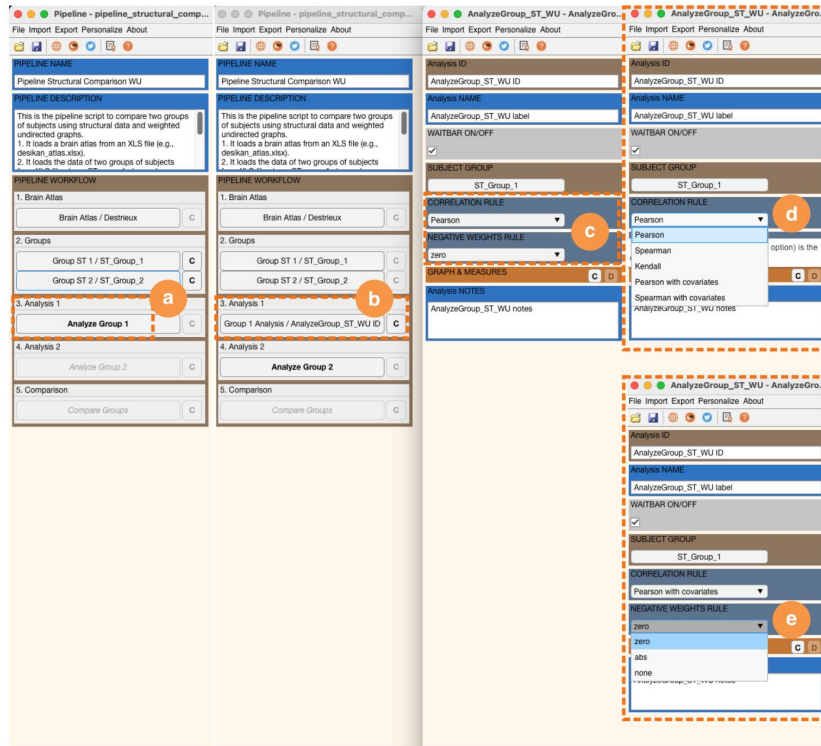 Pipeline - pipeline_structural_comp...
File Import Export Personalize About
PIPELINE NAME
Pipeline Structural Comparison WU
PIPELINE DESCRIPTION
This is the pipeline script to compare two groups
of subjects using structural data and weighted
undirected graphs.
1. It loads a brain atlas from an XLS file (e.g.,
desikan_atlas.xlsx).
2. It loads the data of two groups of subjects
PIPELINE WORKFLOW
1. Brain Atlas
Brain Atlas / Destrieux C
2. Groups
Group ST 1 / ST_Group_1 C
Group ST 2 / ST_Group_2 C
a
3. Analysis 1
Analyze Group 1 C
4. Analysis 2
Analyze Group 2 C
5. Comparison
Compare Groups C
Pipeline - pipeline_structural_comp...
File Import Export Personalize About
PIPELINE NAME
Pipeline Structural Comparison WU
PIPELINE DESCRIPTION
This is the pipeline script to compare two groups
of subjects using structural data and weighted
undirected graphs.
1. It loads a brain atlas from an XLS file (e.g.,
desikan_atlas.xlsx).
2. It loads the data of two groups of subjects
PIPELINE WORKFLOW
1. Brain Atlas
Brain Atlas / Destrieux C
2. Groups
Group ST 1 / ST_Group_1 C
Group ST 2 / ST_Group_2 C
b
3. Analysis 1
Group 1 Analysis / AnalyzeGroup_ST_WU ID C
4. Analysis 2
Analyze Group 2 C
5. Comparison
Compare Groups C
AnalyzeGroup_ST_WU - AnalyzeGro...
File Import Export Personalize About
Analysis ID
AnalyzeGroup_ST_WU ID
Analysis NAME
AnalyzeGroup_ST_WU label
WAITBAR ON/OFF
SUBJECT GROUP
ST_Group_1
CORRELATION RULE
Pearson
c
NEGATIVE WEIGHTS RULE
zero
GRAPH & MEASURES C D
Analysis NOTES
AnalyzeGroup_ST_WU notes
AnalyzeGroup_ST_WU - AnalyzeGro...
File Import Export Personalize About
Analysis ID
AnalyzeGroup_ST_WU ID
Analysis NAME
AnalyzeGroup_ST_WU label
WAITBAR ON/OFF
SUBJECT GROUP
ST_Group_1
CORRELATION RULE
Pearson
d
Pearson
Spearman
option) is the
Kendall
Pearson with covariates
C D
Spearman with covariates
AnalyzeGroup_ST_WU notes
AnalyzeGroup_ST_WU - AnalyzeGro...
File Import Export Personalize About
Analysis ID
AnalyzeGroup_ST_WU ID
Analysis NAME
AnalyzeGroup_ST_WU label
WAITBAR ON/OFF
SUBJECT GROUP
ST_Group_1
CORRELATION RULE
Pearson with covariates
NEGATIVE WEIGHTS RULE
e
zero
zero
C D
abs
none